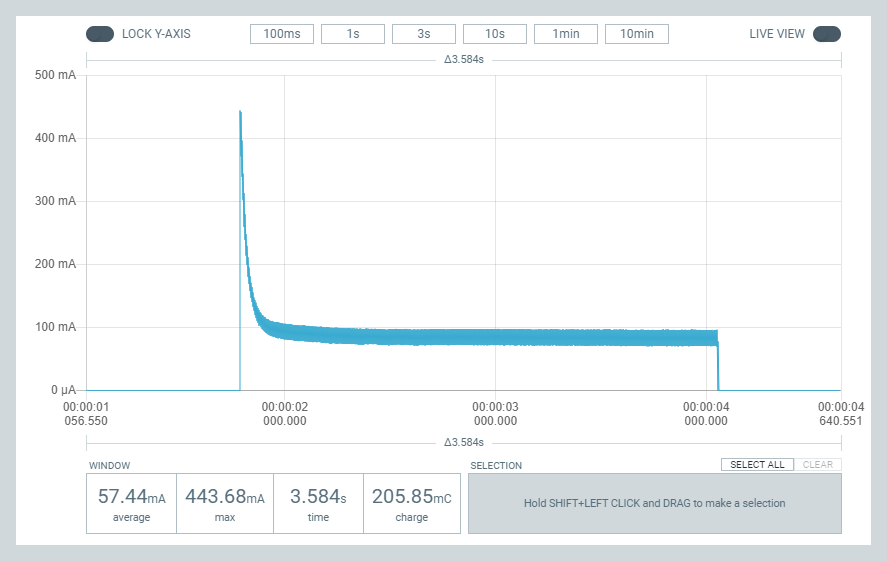 LOCK Y-AXIS 100ms 1s 3s 10s 1min 10min LIVE VIEW
Δ3.584s
500 mA
400 mA
300 mA
200 mA
100 mA
0 µA
00:00:01 00:00:02 00:00:03 00:00:04 00:00:04
056.550 000.000 000.000 000.000 640.551
Δ3.584s
WINDOW SELECTION SELECT ALL CLEAR
57.44mA 443.68mA 3.584s 205.85mC
average max time charge
Hold SHIFT+LEFT CLICK and DRAG to make a selection